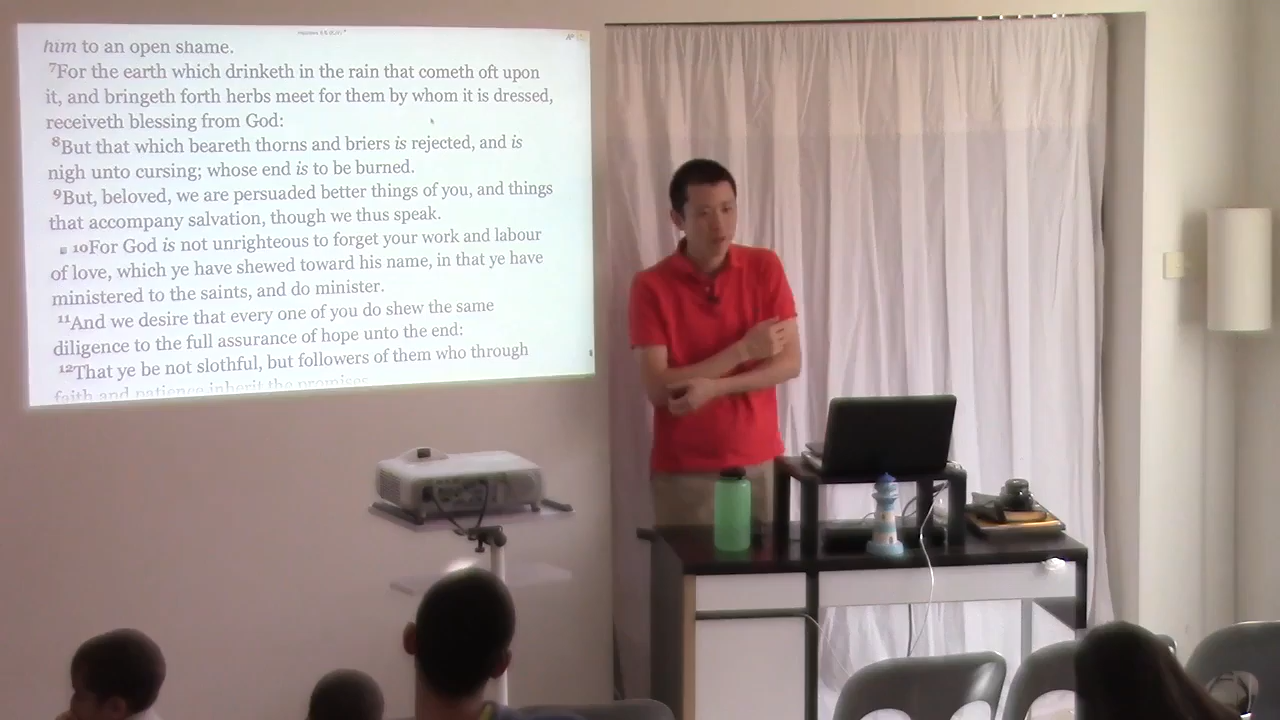 him to an open shame.
7For the earth which drinketh in the rain that cometh oft upon
it, and bringeth forth herbs meet for them by whom it is dressed,
receiveth blessing from God:
8But that which beareth thorns and briers is rejected, and is
nigh unto cursing; whose end is to be burned.
9But, beloved, we are persuaded better things of you, and things
that accompany salvation, though we thus speak.
10For God is not unrighteous to forget your work and labour
of love, which ye have shewed toward his name, in that ye have
ministered to the saints, and do minister.
11And we desire that every one of you do shew the same
diligence to the full assurance of hope unto the end:
12That ye be not slothful, but followers of them who through
faith and patience inherit the promises